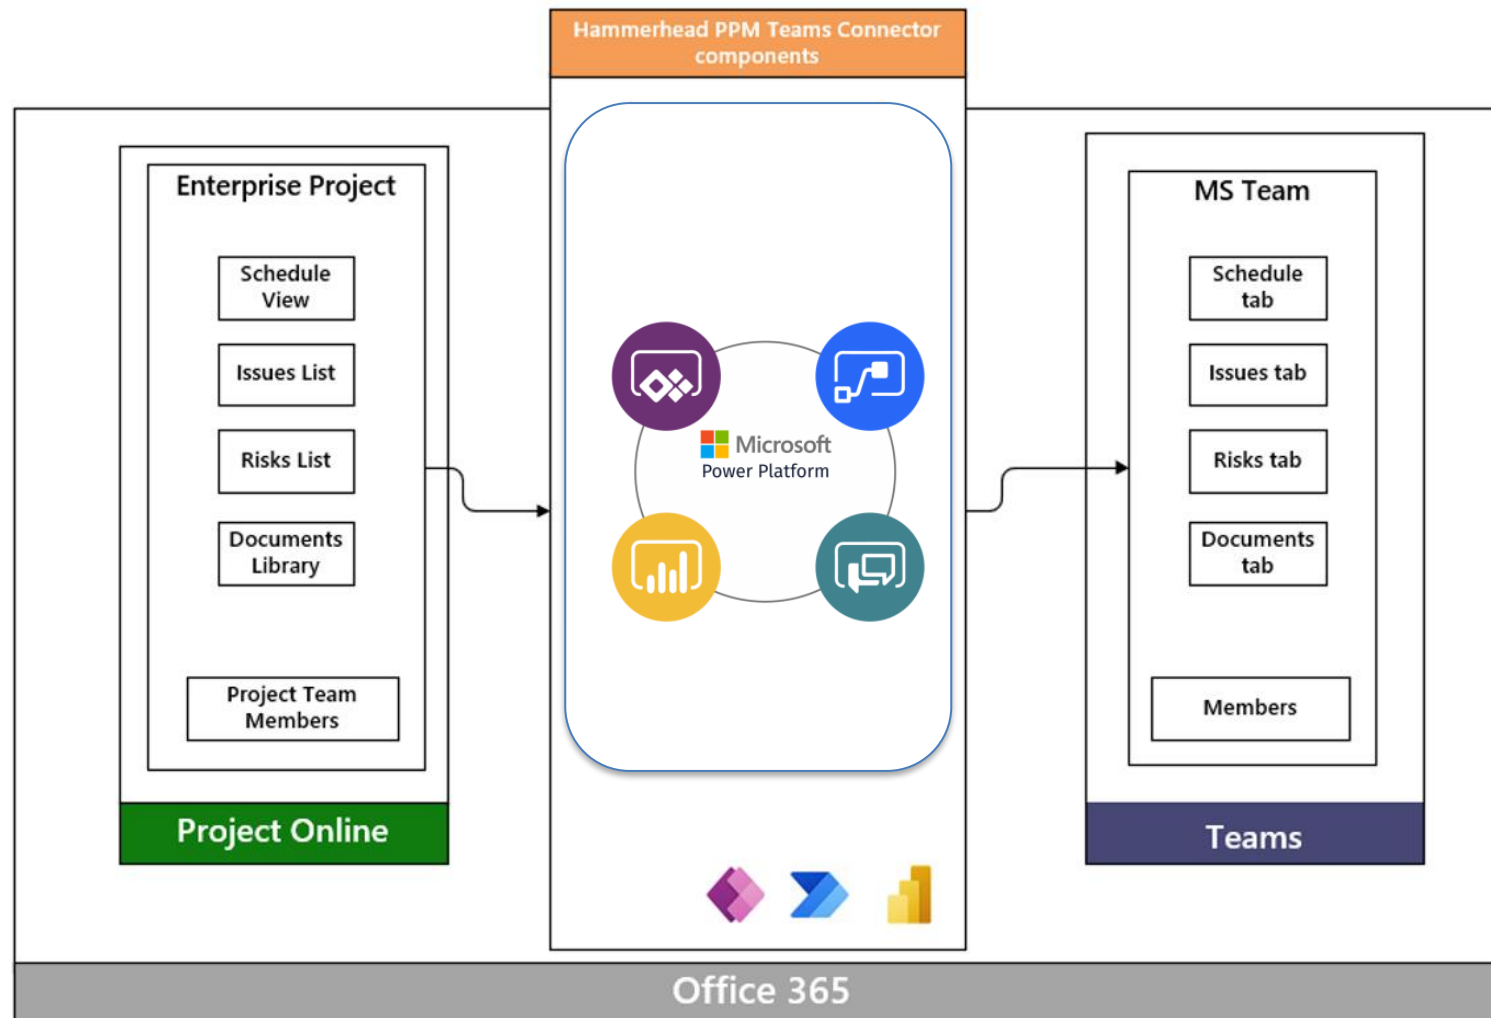 Hammerhead PPM Teams Connector
components
Enterprise Project
Schedule
View
Issues List
Risks List
Documents
Library
Project Team
Members
Project Online
Microsoft
Power Platform
MS Team
Schedule
tab
Issues tab
Risks tab
Documents
tab
Members
Teams
Office 365